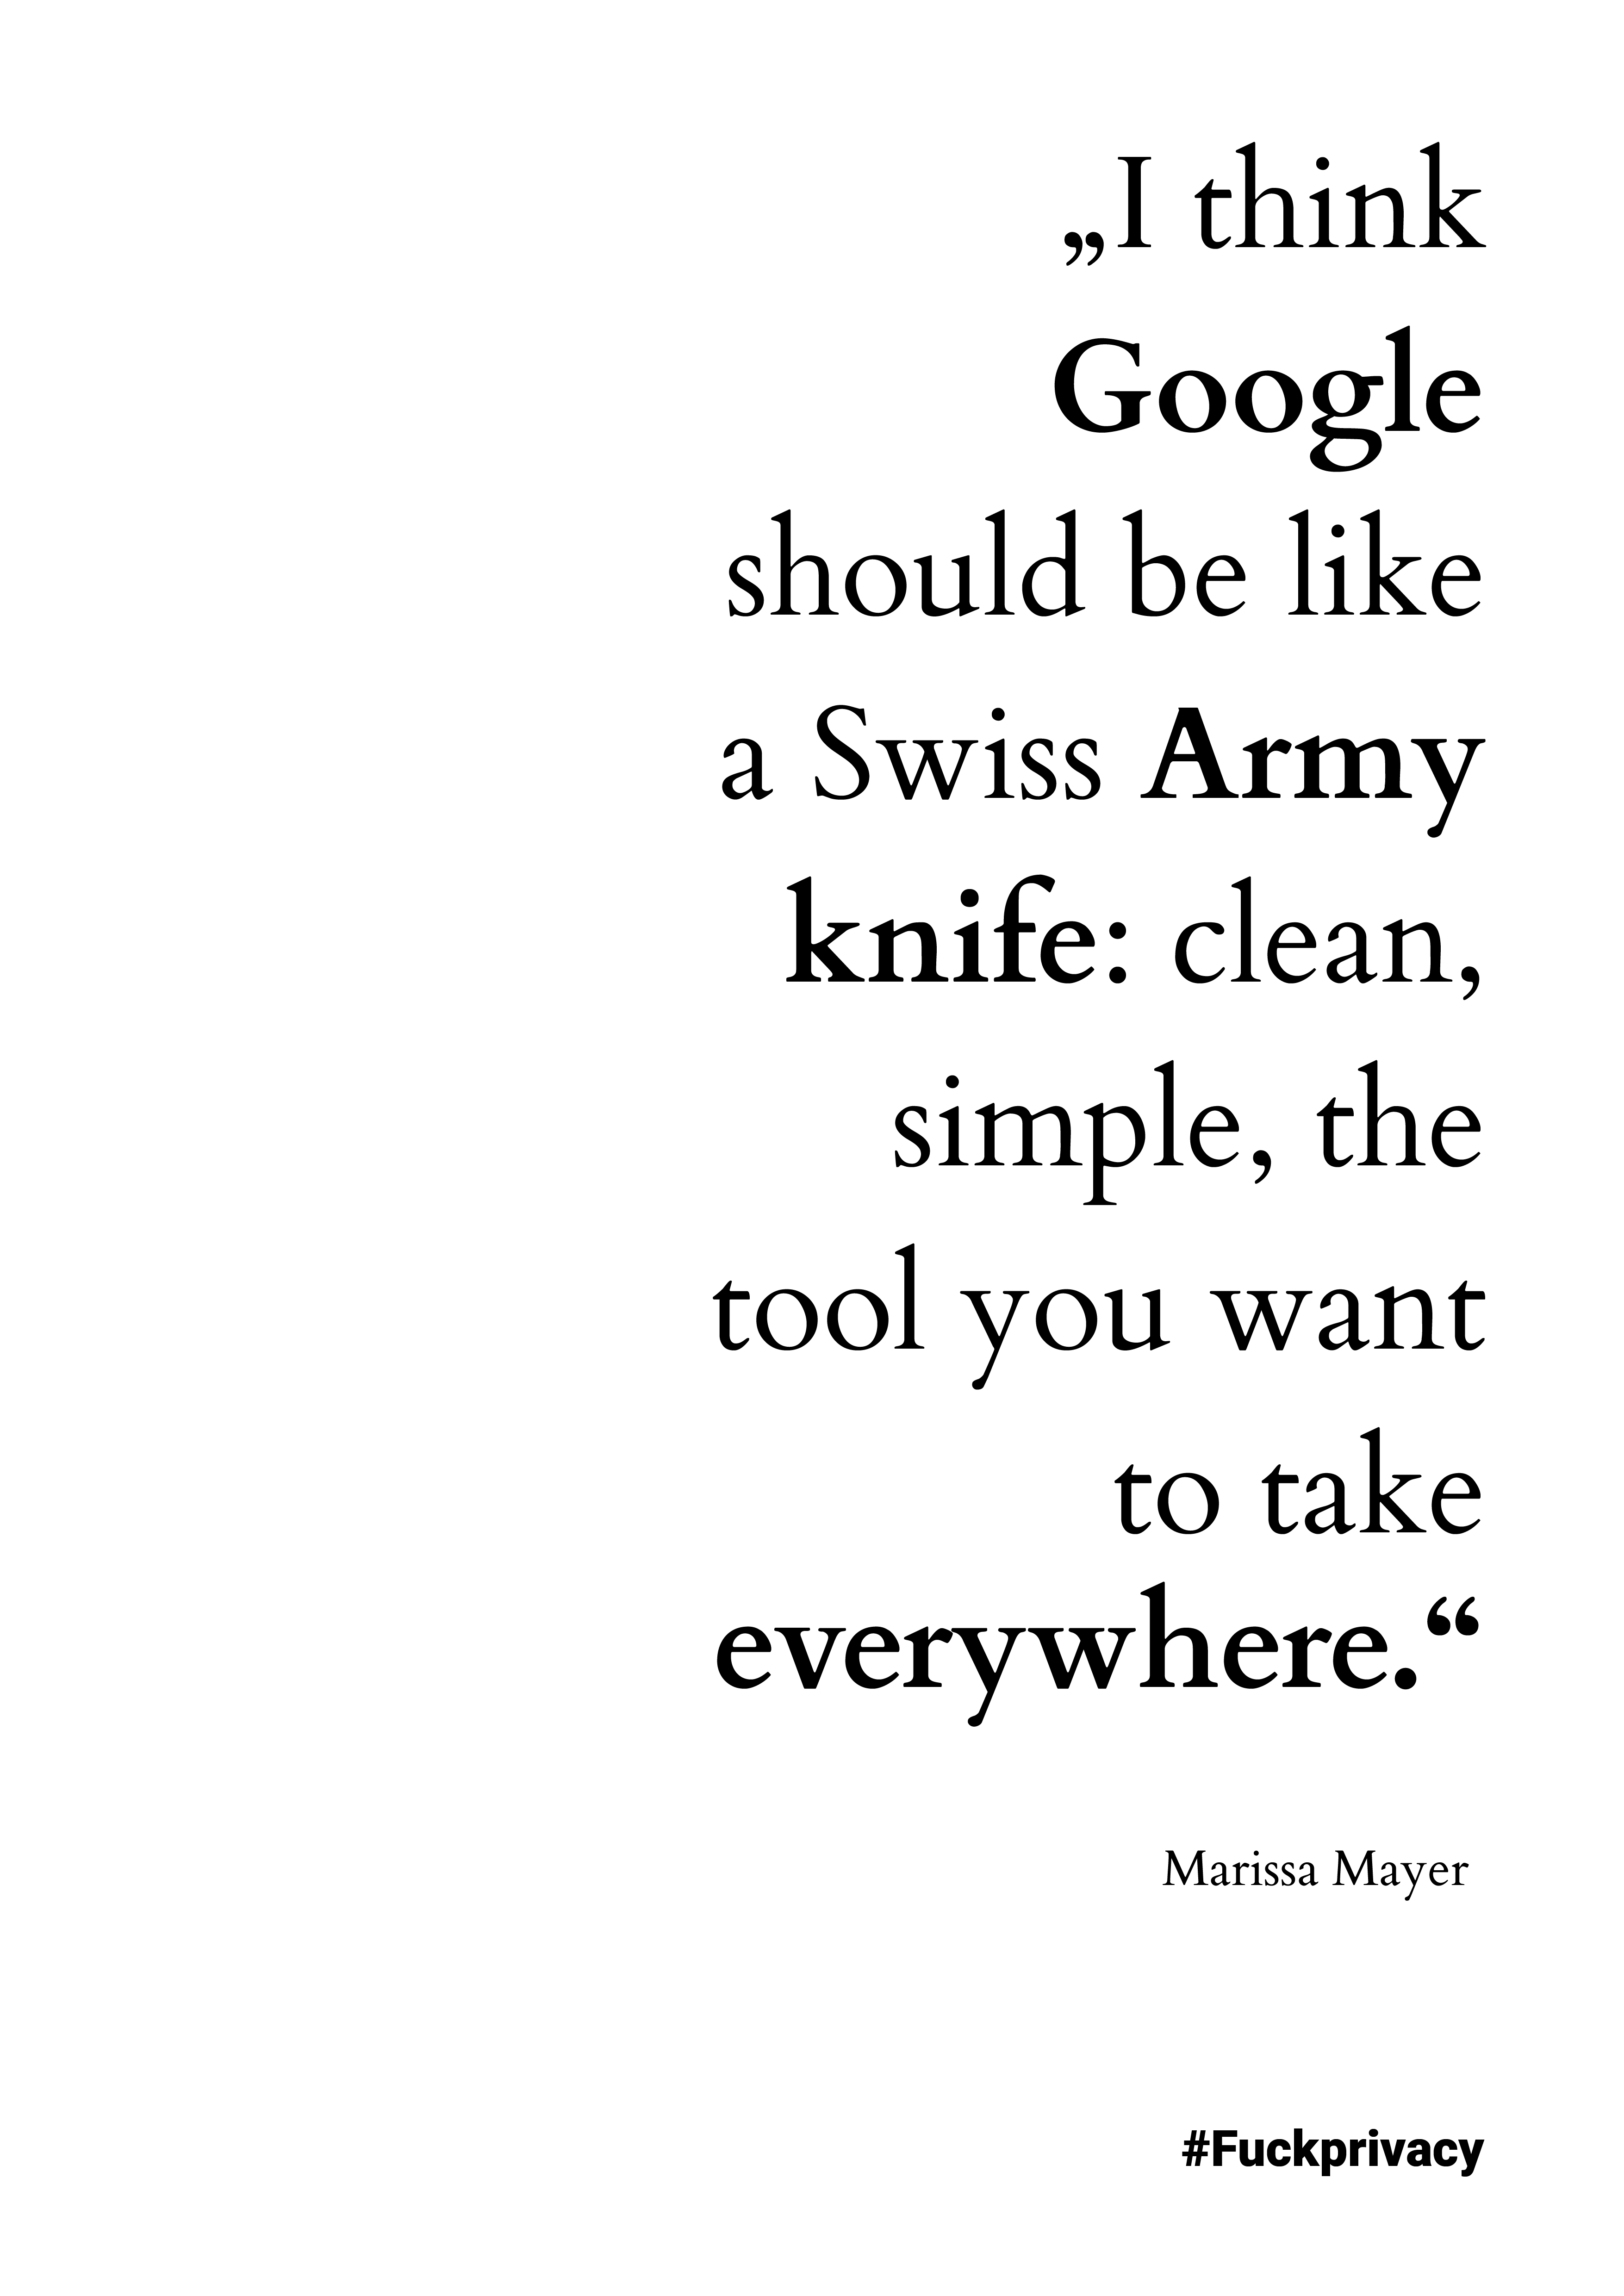 „I think
Google
should be like
a Swiss Army
knife: clean,
simple, the
tool you want
to take
everywhere.“
Marissa Mayer
#Fuckprivacy